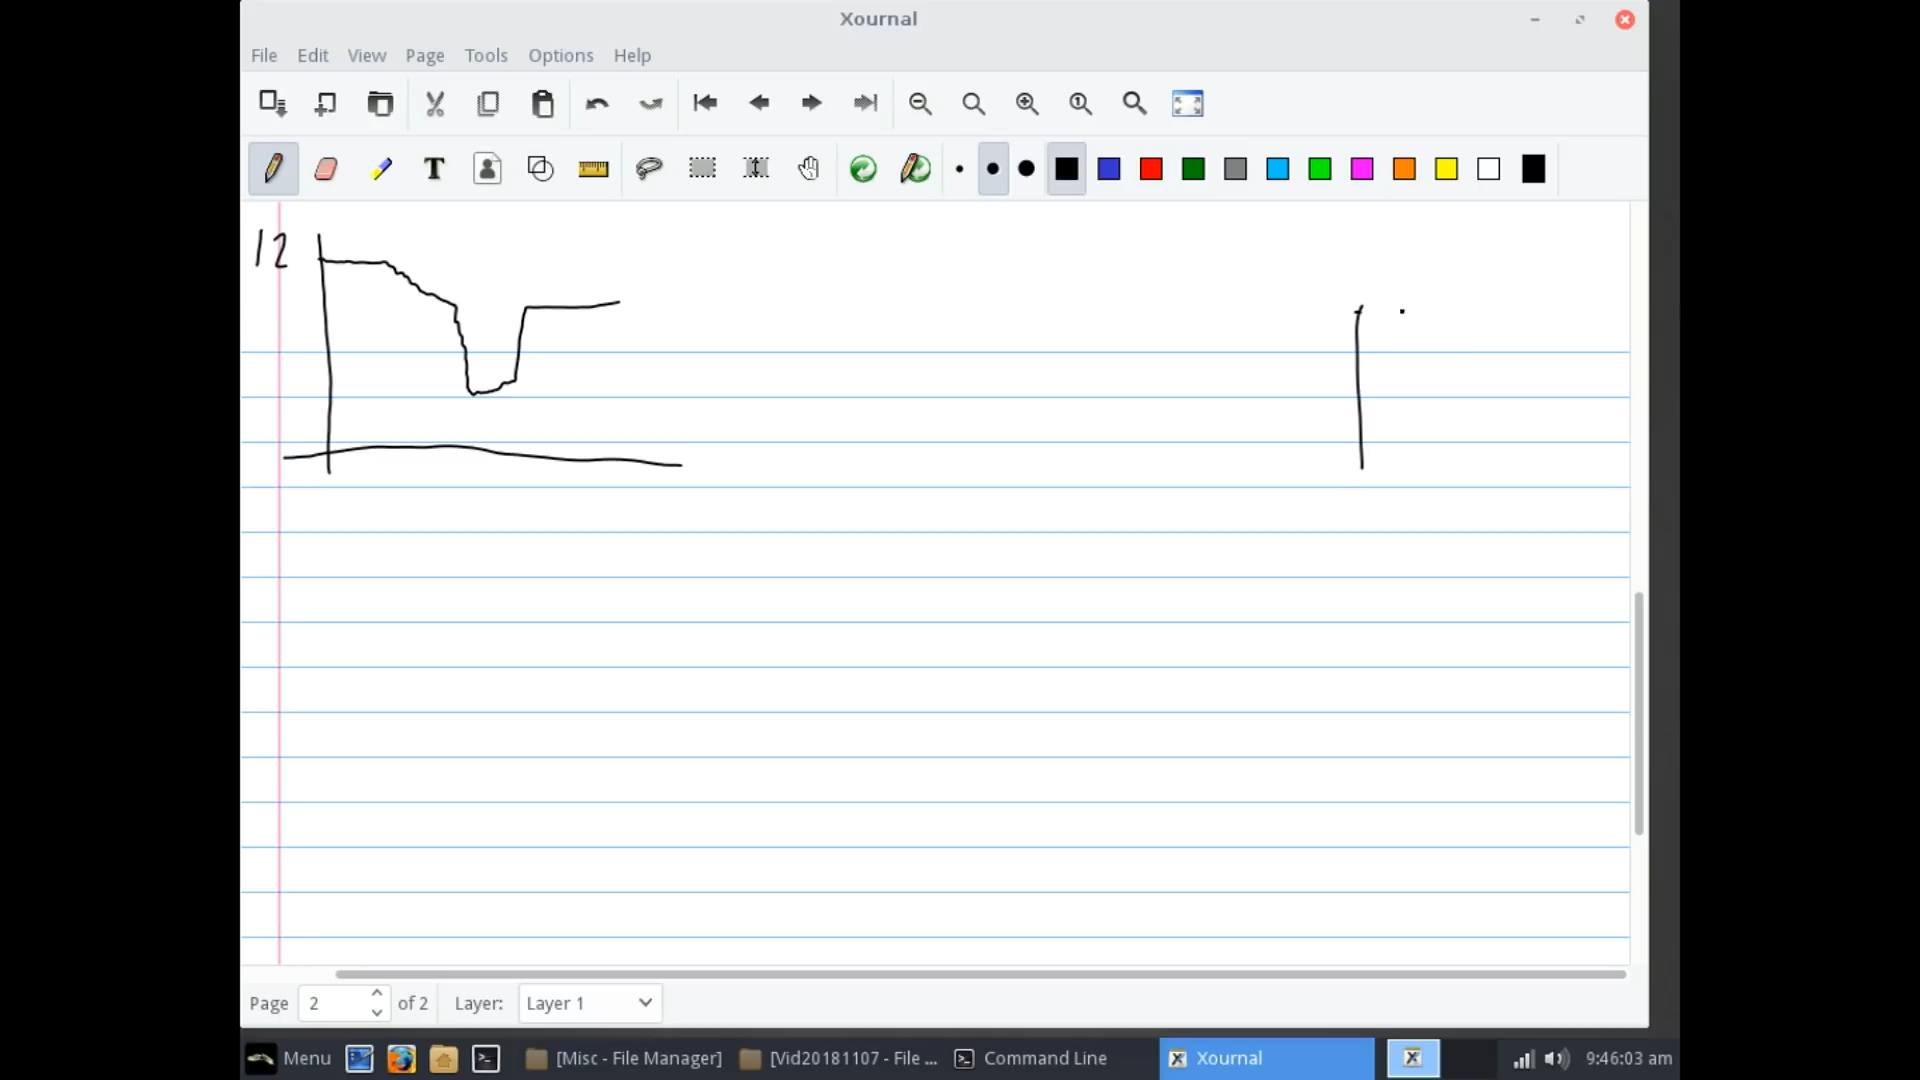 Xournal
File Edit View Page Tools Options Help
T
12
Page 2 of 2 Layer: Layer 1
Menu [Misc - File Manager] [Vid20181107 - File ... Command Line Xournal 9:46:03 am